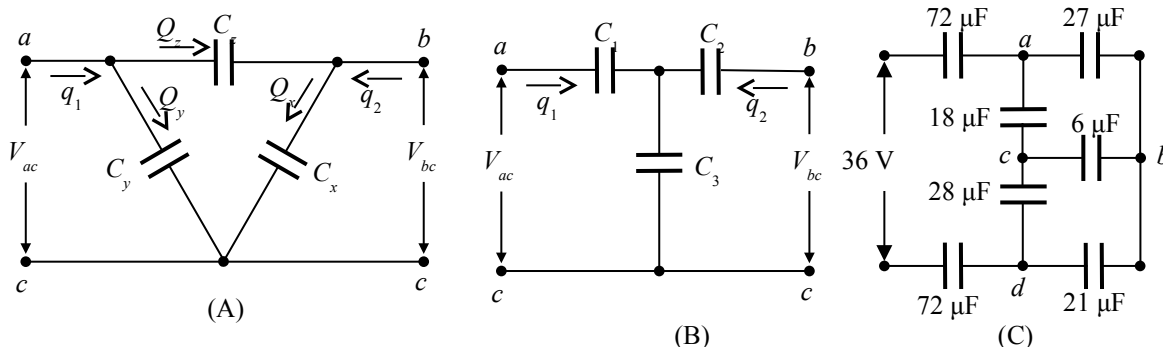 a
Q_z
C_z
b
q_1
Q_y
Q_x
q_2
V_ac
C_y
C_x
V_bc
c
c
(A)
a
C_1
C_2
b
q_1
q_2
V_ac
C_3
V_bc
c
c
(B)
72 μF
27 μF
a
18 μF
6 μF
36 V
c
b
28 μF
d
72 μF
21 μF
(C)